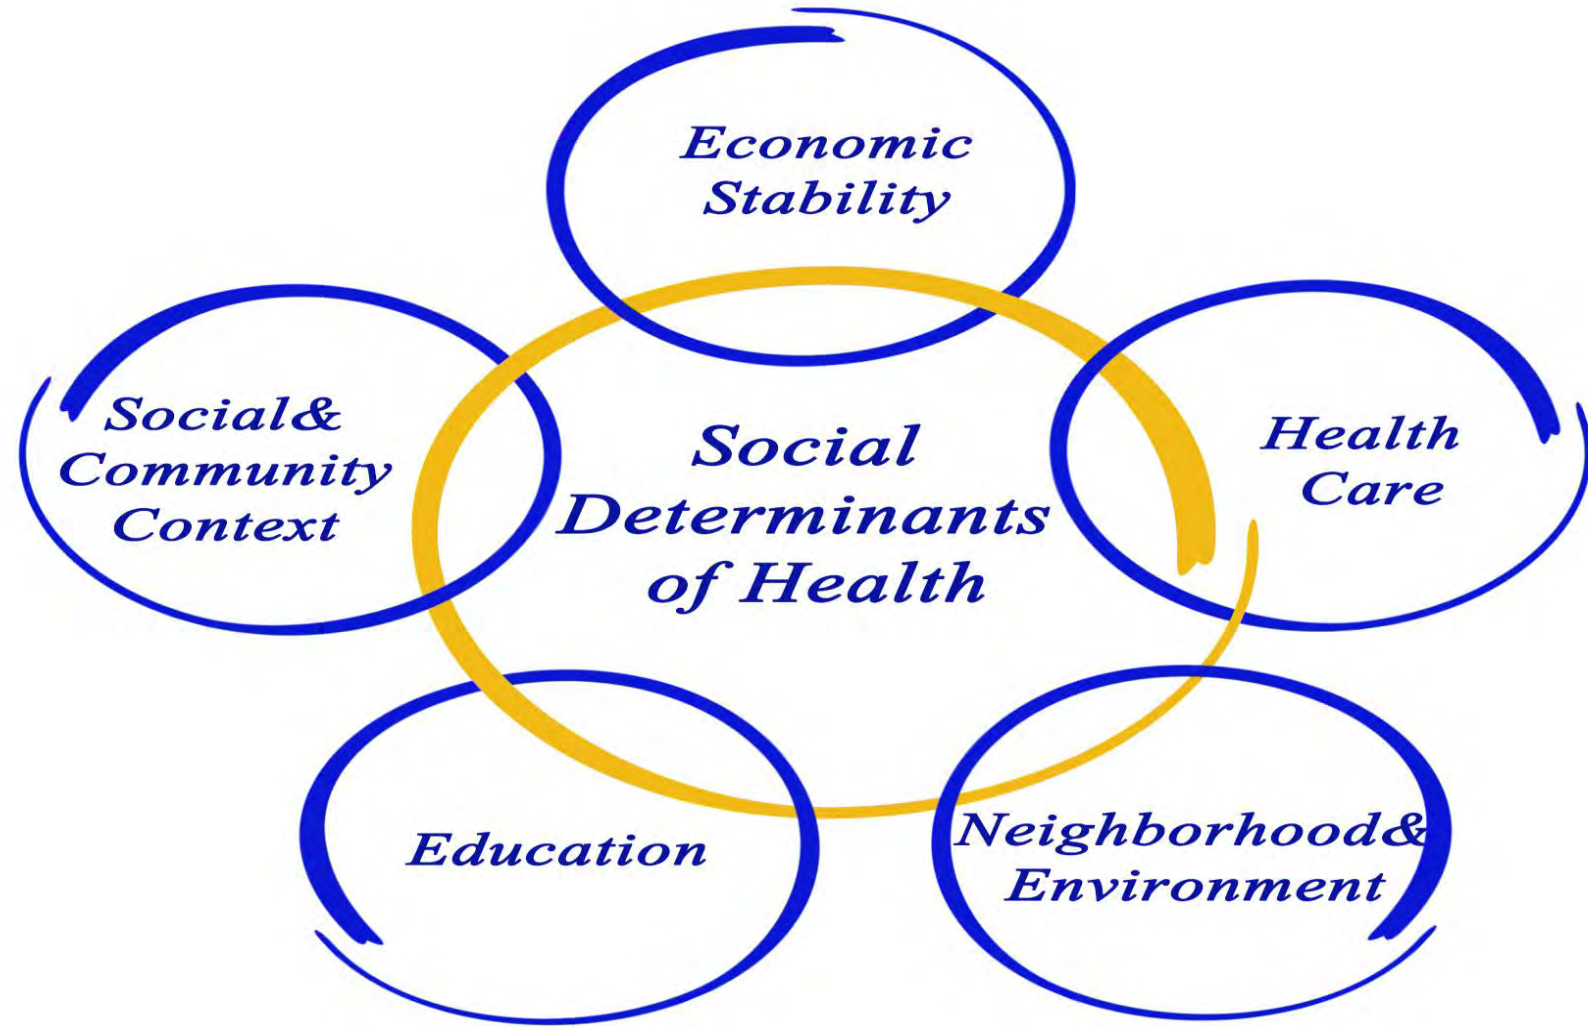 Economic
Stability
Social&
Community
Context
Social
Determinants
of Health
Health
Care
Education
Neighborhood&
Environment